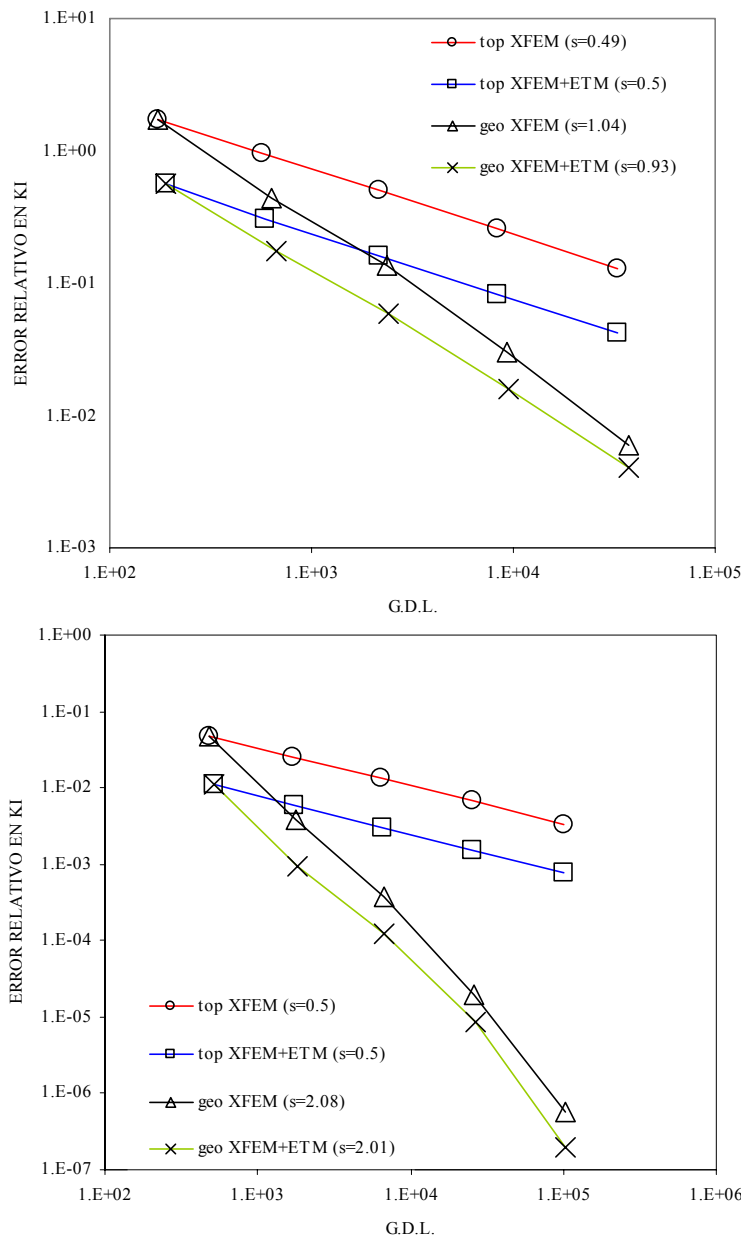 1.E+01
1.E+00
1.E-01
1.E-02
1.E-03
ERROR RELATIVO EN KI
top XFEM (s=0.49)
top XFEM+ETM (s=0.5)
geo XFEM (s=1.04)
geo XFEM+ETM (s=0.93)
1.E+02 1.E+03 1.E+04 1.E+05
G.D.L.
1.E+00
1.E-01
1.E-02
1.E-03
1.E-04
1.E-05
1.E-06
1.E-07
ERROR RELATIVO EN KI
top XFEM (s=0.5)
top XFEM+ETM (s=0.5)
geo XFEM (s=2.08)
geo XFEM+ETM (s=2.01)
1.E+02 1.E+03 1.E+04 1.E+05 1.E+06
G.D.L.